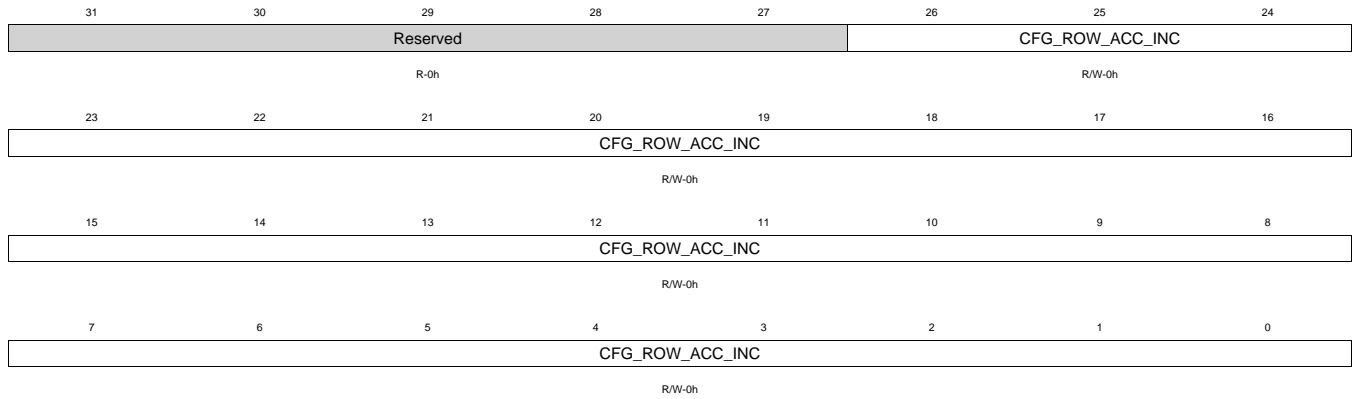 31 30 29 28 27 26 25 24
Reserved CFG_ROW_ACC_INC
R-0h R/W-0h
23 22 21 20 19 18 17 16
CFG_ROW_ACC_INC
R/W-0h
15 14 13 12 11 10 9 8
CFG_ROW_ACC_INC
R/W-0h
7 6 5 4 3 2 1 0
CFG_ROW_ACC_INC
R/W-0h